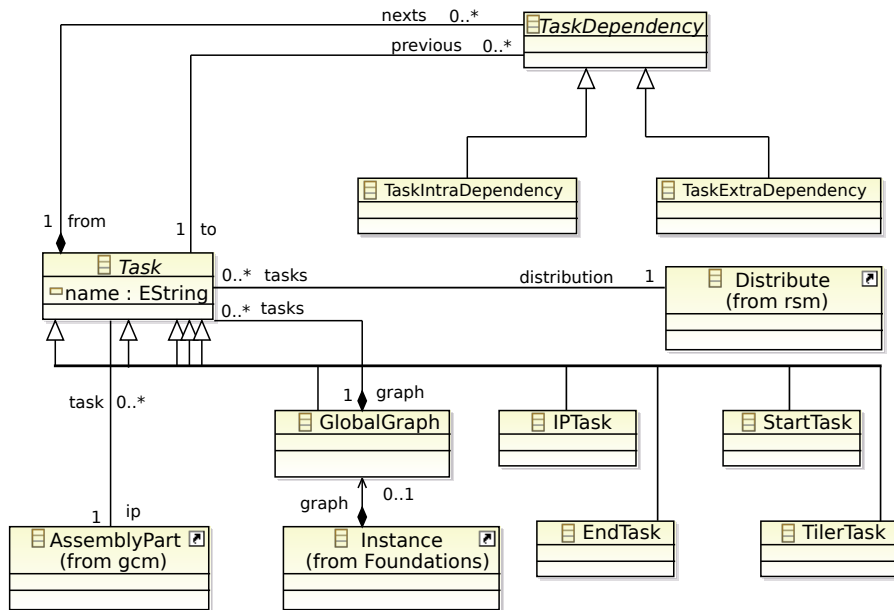 nexts 0..*
TaskDependency
previous 0..*
TaskIntraDependency
TaskExtraDependency
1 from
1 to
Task
name : EString
0..* tasks
distribution 1
Distribute
(from rsm)
0..* tasks
task 0..*
1 graph
GlobalGraph
IPTask
StartTask
graph 0..1
1 ip
AssemblyPart
(from gcm)
Instance
(from Foundations)
EndTask
TilerTask